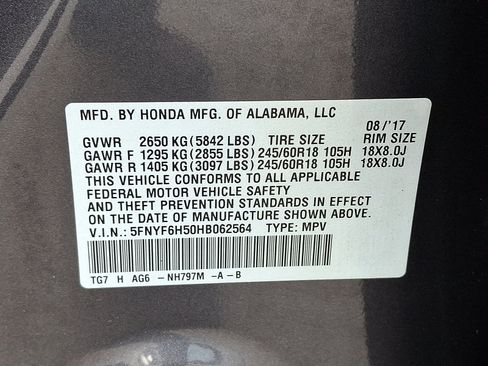 MFD. BY HONDA MFG. OF ALABAMA, LLC
08 /'17
GVWR 2650 KG (5842 LBS) TIRE SIZE RIM SIZE
GAWR F 1295 KG (2855 LBS) 245/60R18 105H 18X8.0J
GAWR R 1405 KG (3097 LBS) 245/60R18 105H 18X8.0J
THIS VEHICLE CONFORMS TO ALL APPLICABLE
FEDERAL MOTOR VEHICLE SAFETY
AND THEFT PREVENTION STANDARDS IN EFFECT
ON THE DATE OF MANUFACTURE SHOWN ABOVE.
V.I.N.: 5FNYF6H50HB062564 TYPE: MPV
TG7 H AG6 -NH797M -A-B